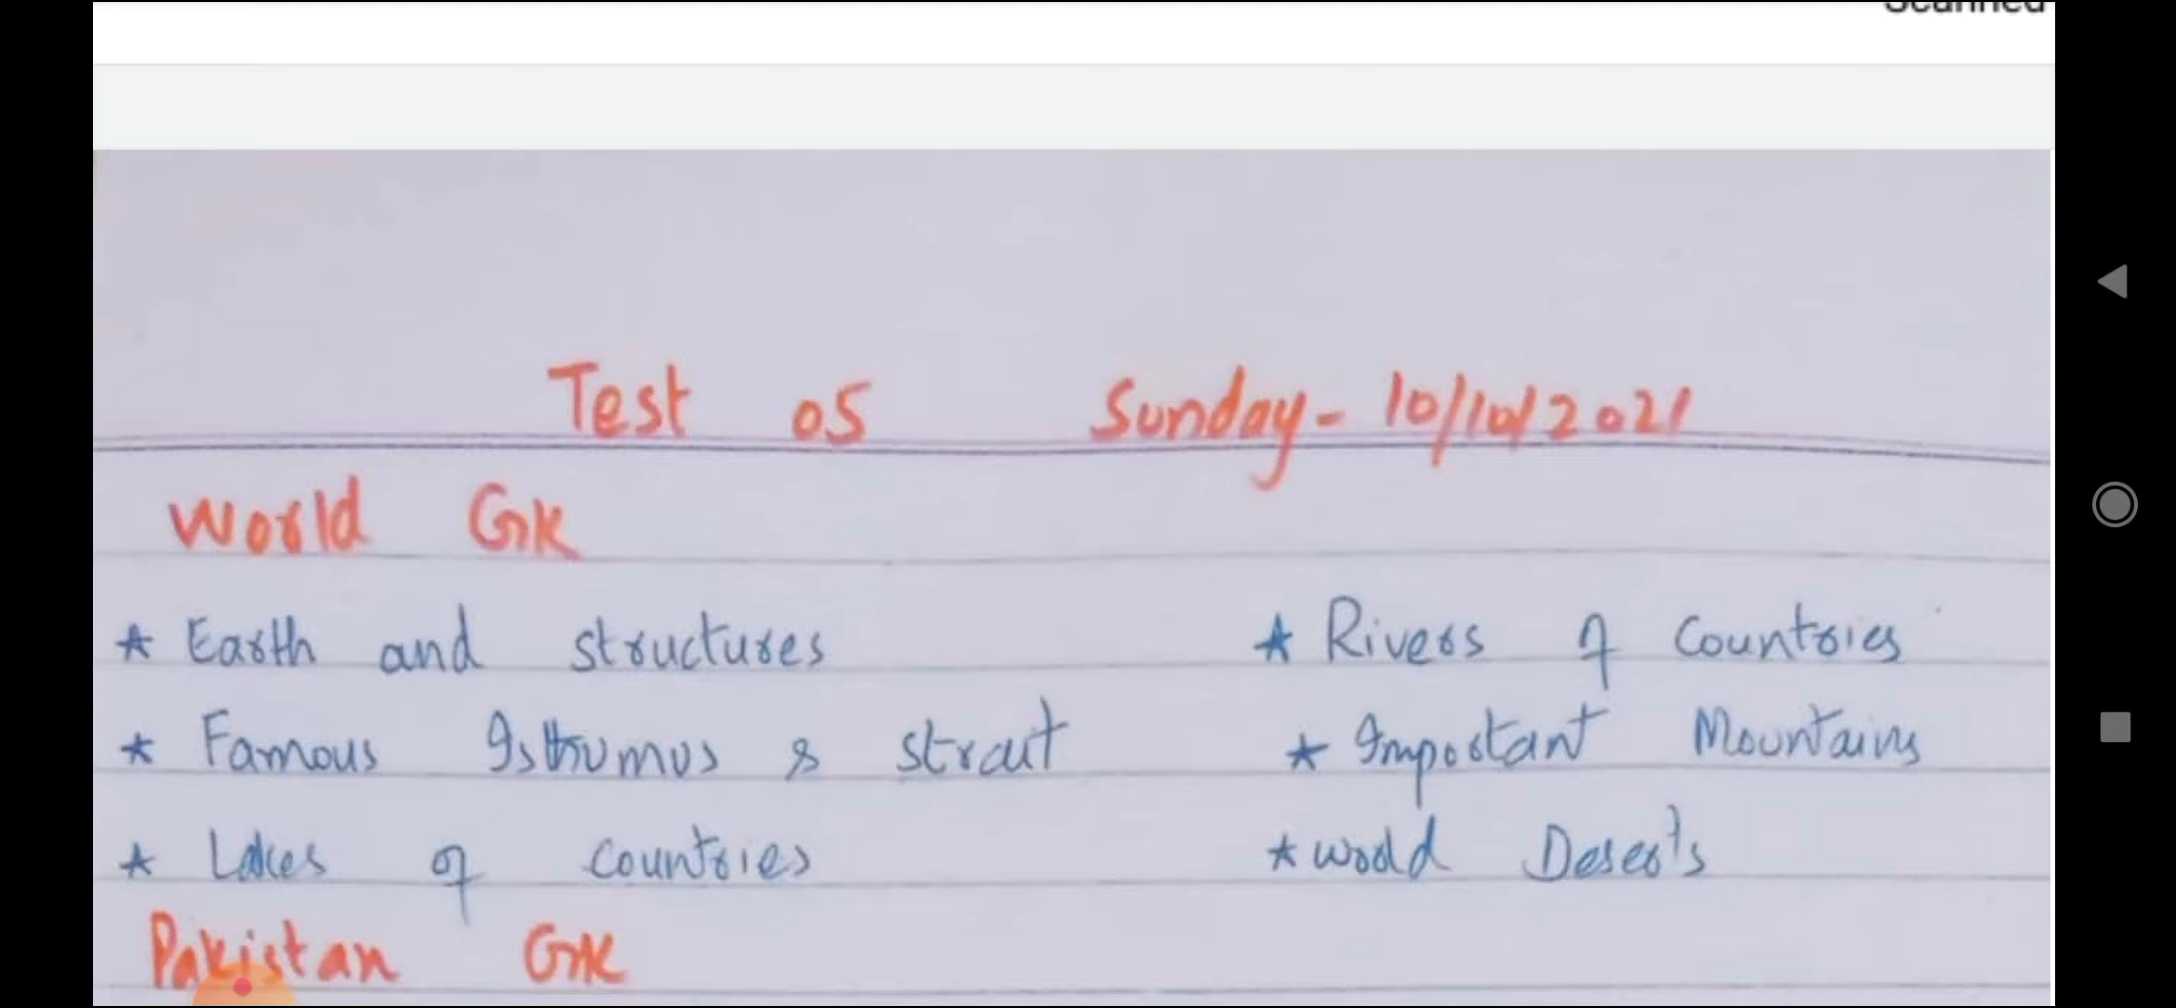 Scanned
Test 05 Sunday - 10/10/2021
World GK
* Earth and structures * Rivers of Countries
* Famous Isthumus & strait * Important Mountains
* Lakes of countries * World Deserts
Pakistan GK